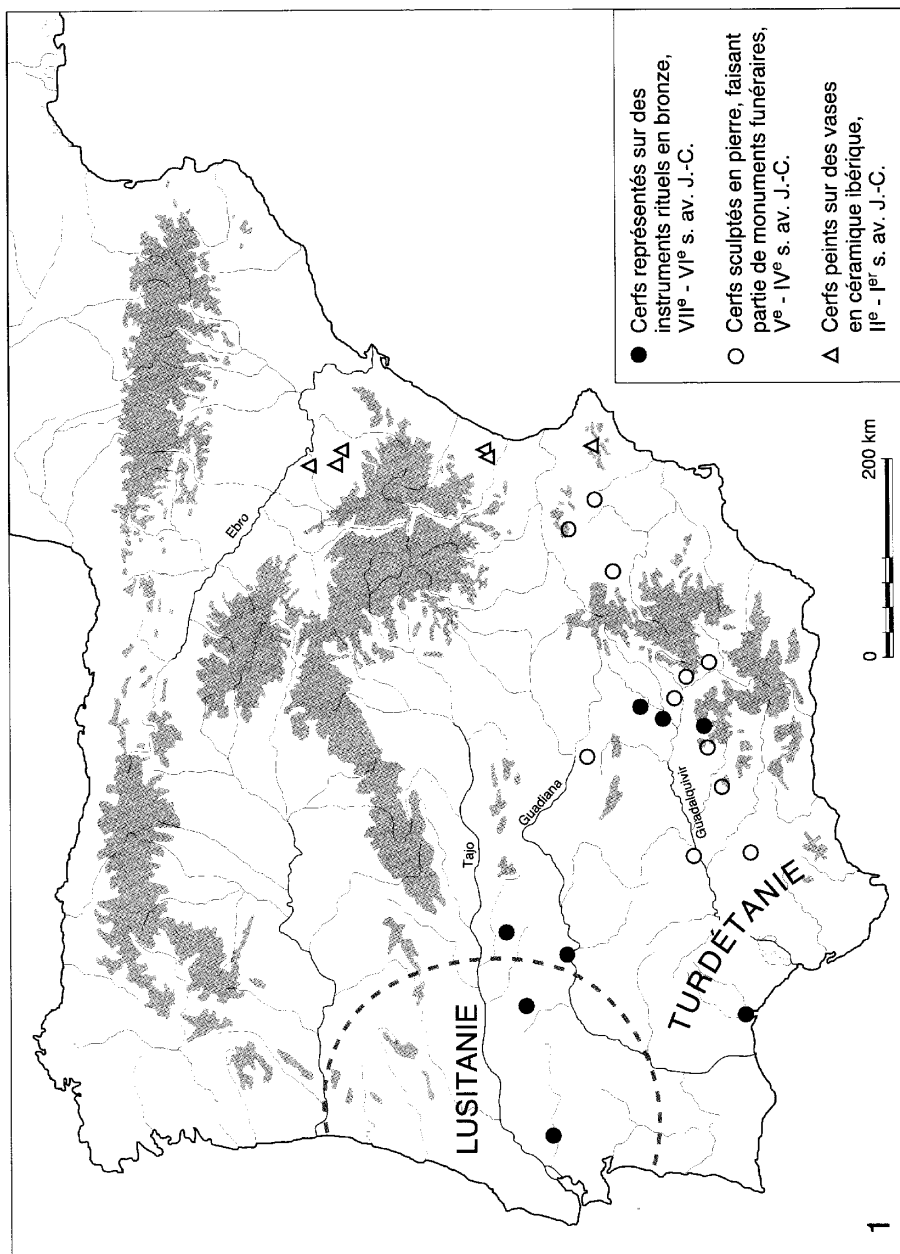 Ebro
Tajo
Guadiana
Guadalquivir
LUSITANIE
TURDÉTANIE
Cerfs représentés sur des
instruments rituels en bronze,
VIIe - VIe s. av. J.-C.
Cerfs sculptés en pierre, faisant
partie de monuments funéraires,
Ve - IVe s. av. J.-C.
Cerfs peints sur des vases
en céramique ibérique,
IIe - Ier s. av. J.-C.
0 200 km
1